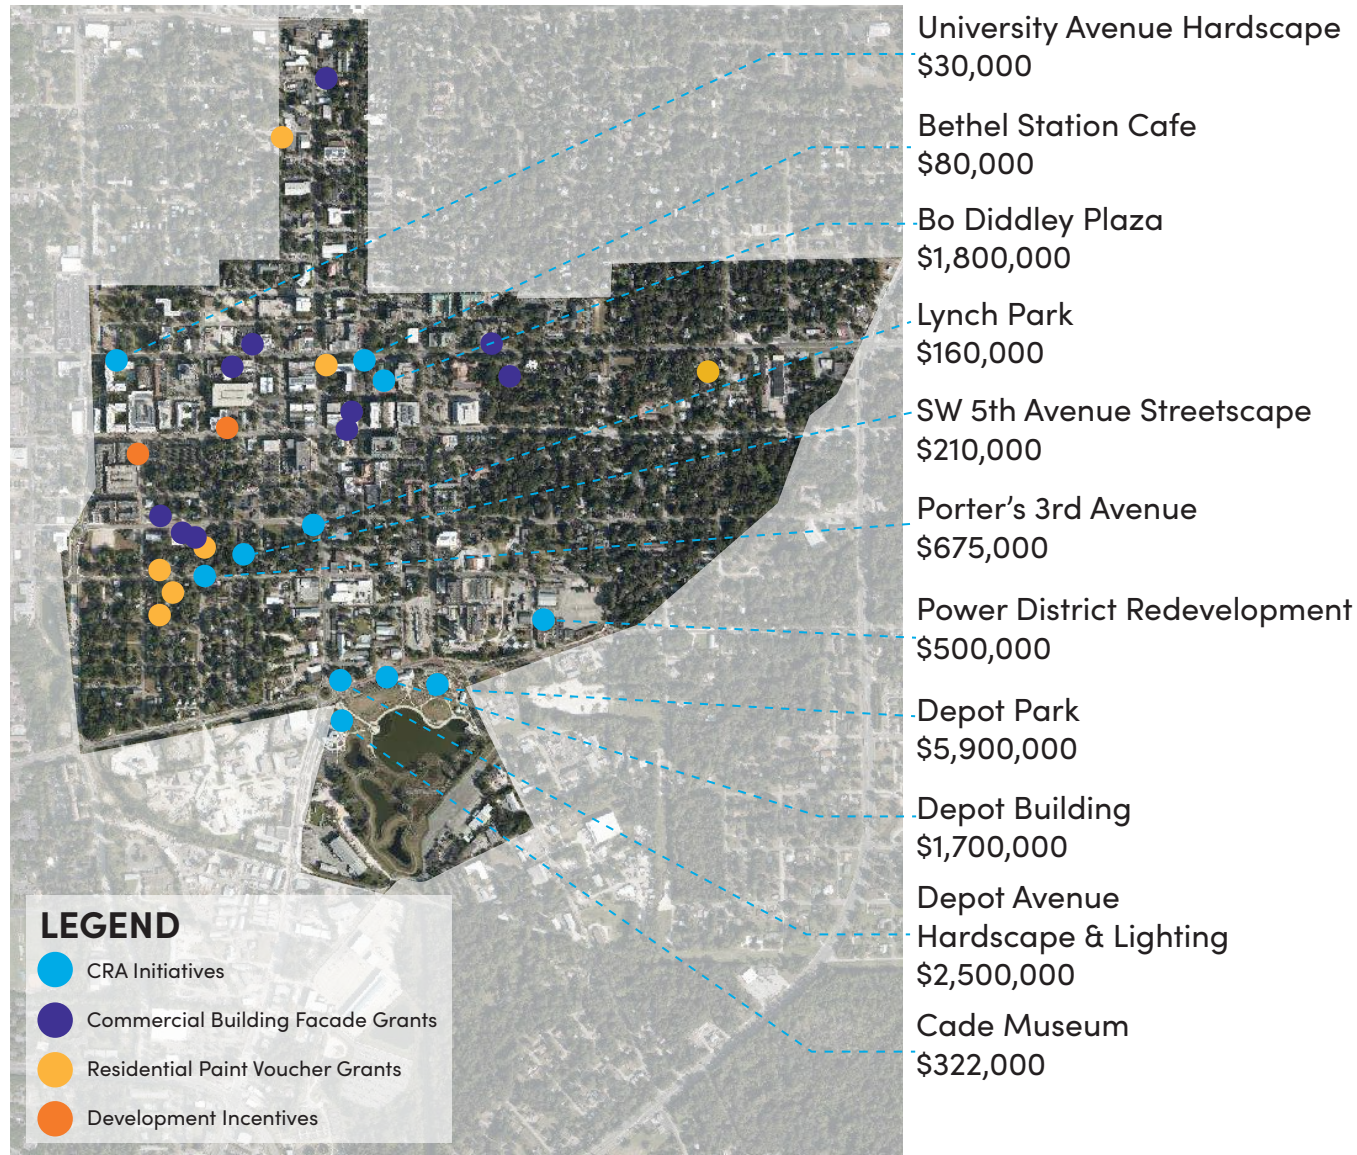 University Avenue Hardscape
$30,000
Bethel Station Cafe
$80,000
Bo Diddley Plaza
$1,800,000
Lynch Park
$160,000
SW 5th Avenue Streetscape
$210,000
Porter’s 3rd Avenue
$675,000
Power District Redevelopment
$500,000
Depot Park
$5,900,000
Depot Building
$1,700,000
Depot Avenue
Hardscape & Lighting
$2,500,000
Cade Museum
$322,000
LEGEND
CRA Initiatives
Commercial Building Facade Grants
Residential Paint Voucher Grants
Development Incentives